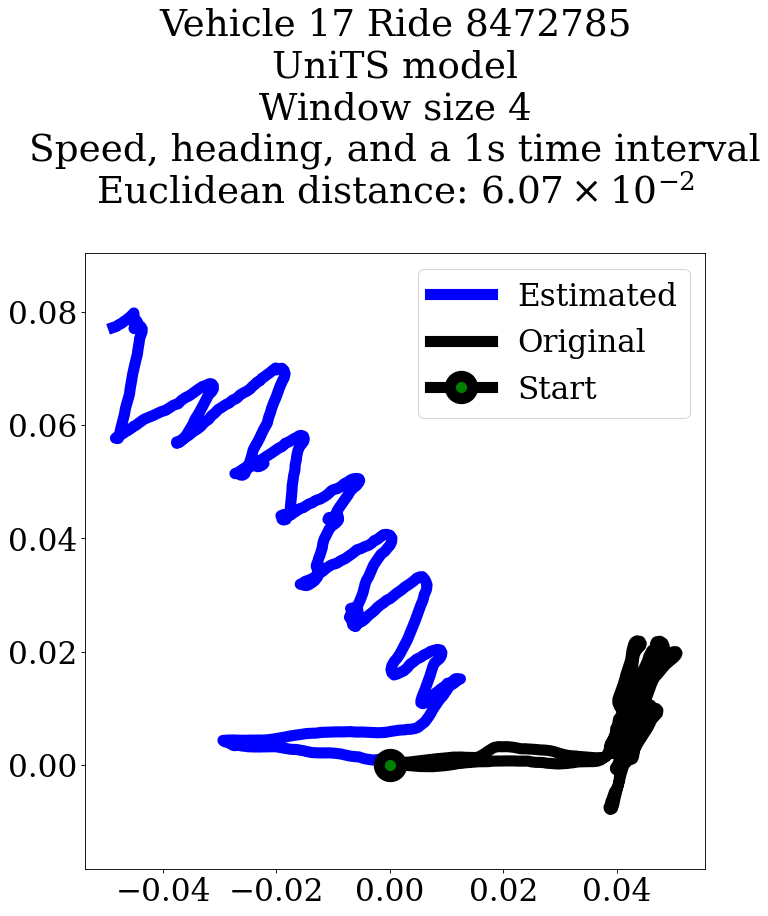 Vehicle 17 Ride 8472785
UniTS model
Window size 4
Speed, heading, and a 1s time interval
Euclidean distance: 6.07 × 10⁻²
Estimated
Original
Start
0.08
0.06
0.04
0.02
0.00
−0.04 −0.02 0.00 0.02 0.04